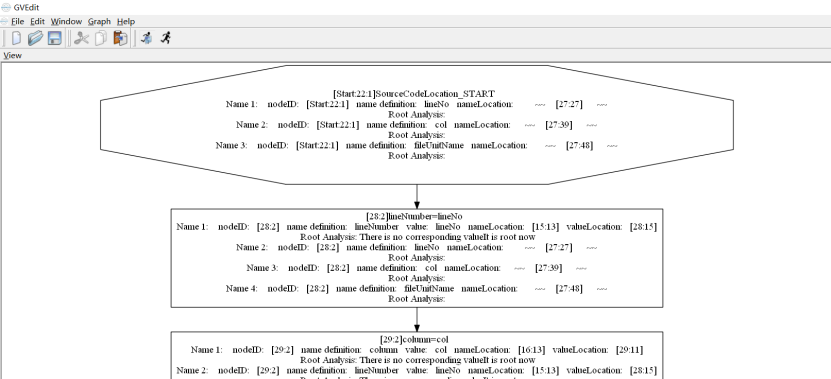 GVEdit
File Edit Window Graph Help
View
[Start:22:1]SourceCodeLocation_START
Name 1: nodeID: [Start:22:1] name definition: lineNo nameLocation: ~~ [27:27] ~~
Root Analysis:
Name 2: nodeID: [Start:22:1] name definition: col nameLocation: ~~ [27:39] ~~
Root Analysis:
Name 3: nodeID: [Start:22:1] name definition: fileUnitName nameLocation: ~~ [27:48] ~~
Root Analysis:
[28:2]lineNumber=lineNo
Name 1: nodeID: [28:2] name definition: lineNumber value: lineNo nameLocation: [15:13] valueLocation: [28:15]
Root Analysis: There is no corresponding valueIt is root now
Name 2: nodeID: [28:2] name definition: lineNo nameLocation: ~~ [27:27] ~~
Root Analysis:
Name 3: nodeID: [28:2] name definition: col nameLocation: ~~ [27:39] ~~
Root Analysis:
Name 4: nodeID: [28:2] name definition: fileUnitName nameLocation: ~~ [27:48] ~~
Root Analysis:
[29:2]column=col
Name 1: nodeID: [29:2] name definition: column value: col nameLocation: [16:13] valueLocation: [29:11]
Root Analysis: There is no corresponding valueIt is root now
Name 2: nodeID: [29:2] name definition: lineNumber value: lineNo nameLocation: [15:13] valueLocation: [28:15]